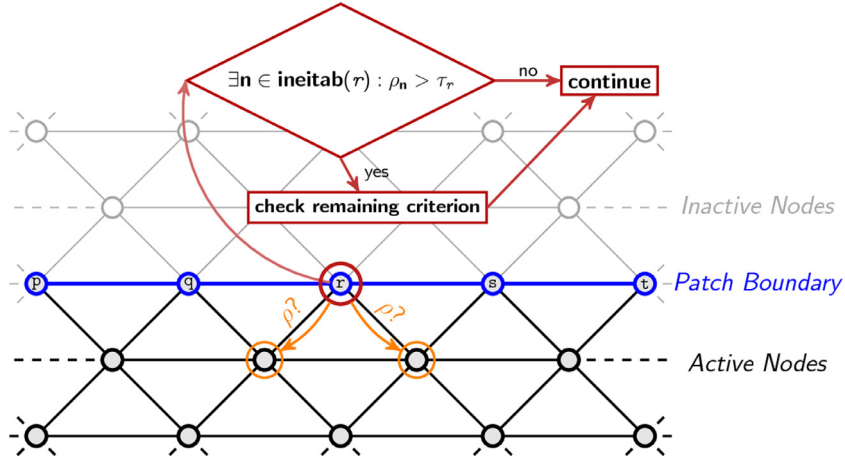 ∃n ∈ ineitab(r) : ρₙ > τᵣ
no
continue
yes
check remaining criterion
Inactive Nodes
p q r s t
Patch Boundary
ρ? ρ?
Active Nodes